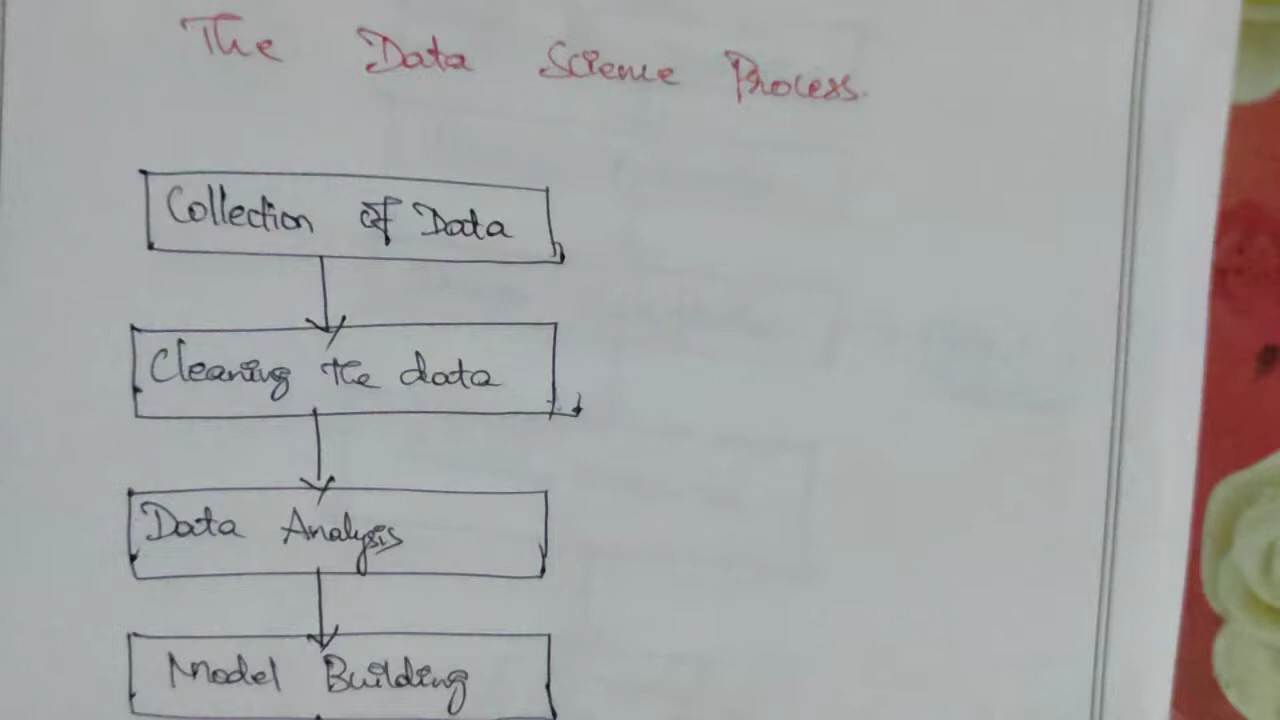 The Data Science Process.
Collection of Data
Cleaning the data
Data Analysis
Model Building